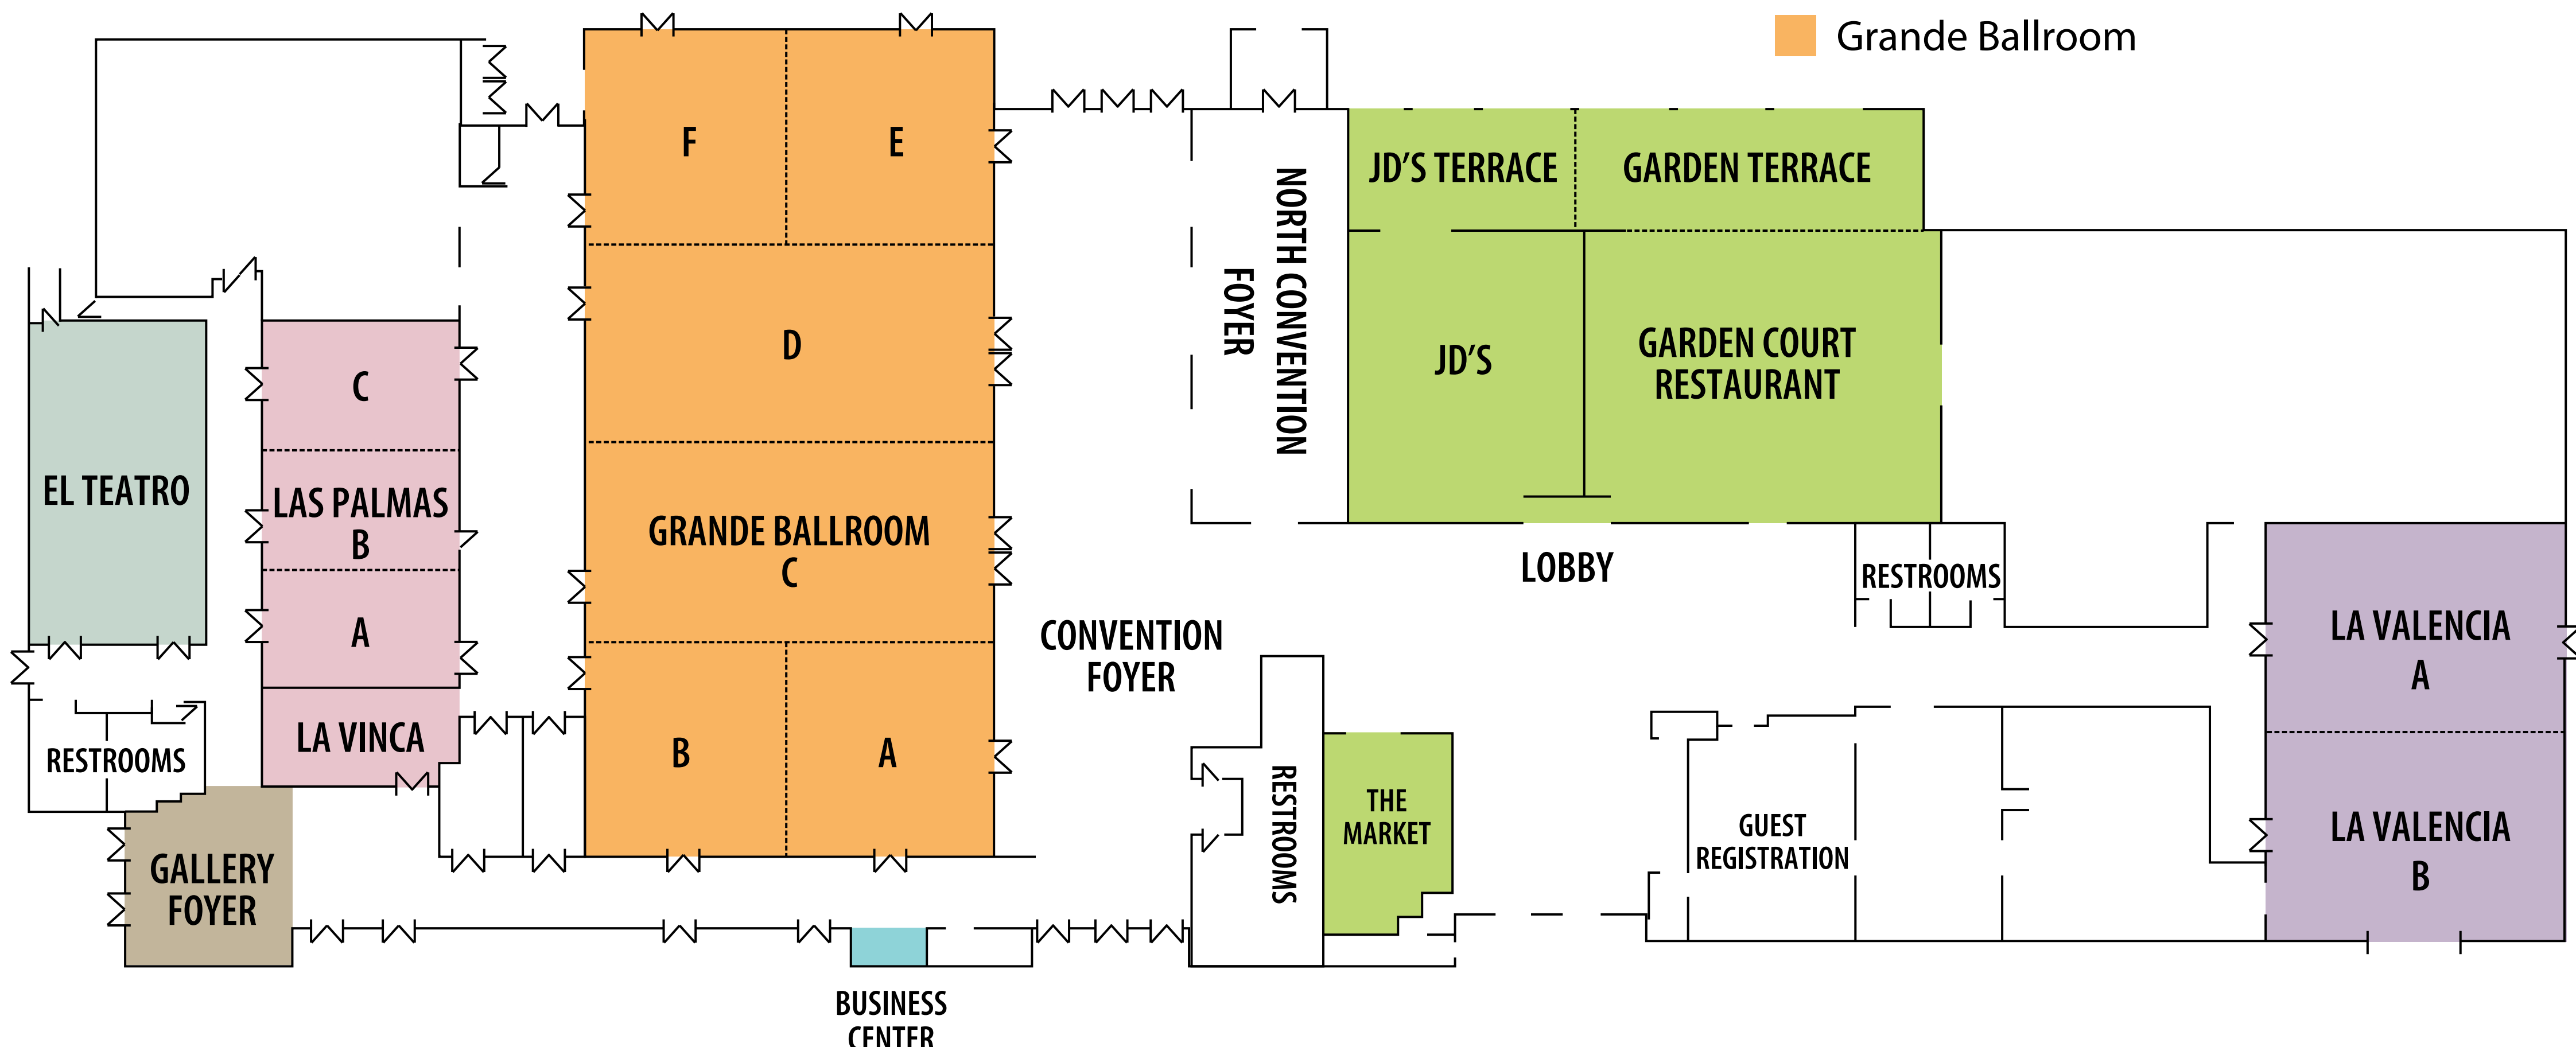 Grande Ballroom
F
E
JD'S TERRACE
GARDEN TERRACE
NORTH CONVENTION
FOYER
D
JD'S
GARDEN COURT
RESTAURANT
C
EL TEATRO
LAS PALMAS
B
GRANDE BALLROOM
C
LOBBY
RESTROOMS
A
CONVENTION
FOYER
LA VALENCIA
A
LA VINCA
RESTROOMS
B
A
RESTROOMS
THE
MARKET
GUEST
REGISTRATION
LA VALENCIA
B
GALLERY
FOYER
BUSINESS
CENTER